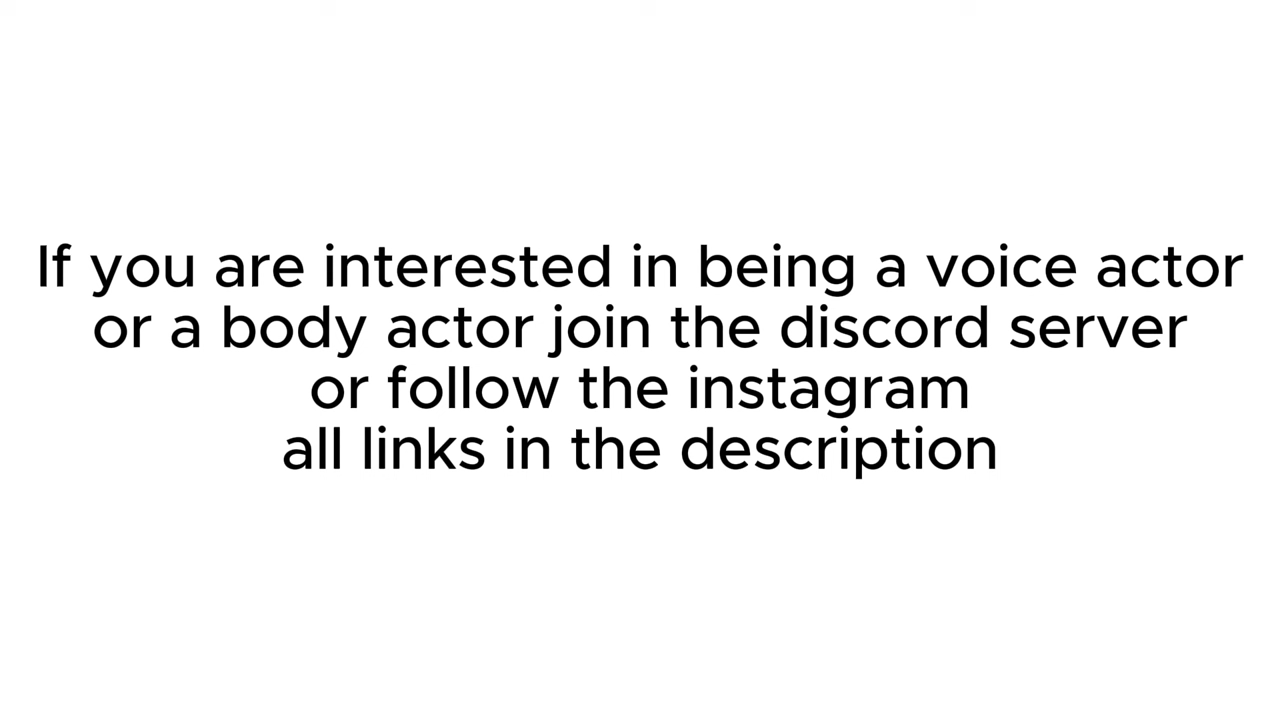 If you are interested in being a voice actor
or a body actor join the discord server
or follow the instagram
all links in the description